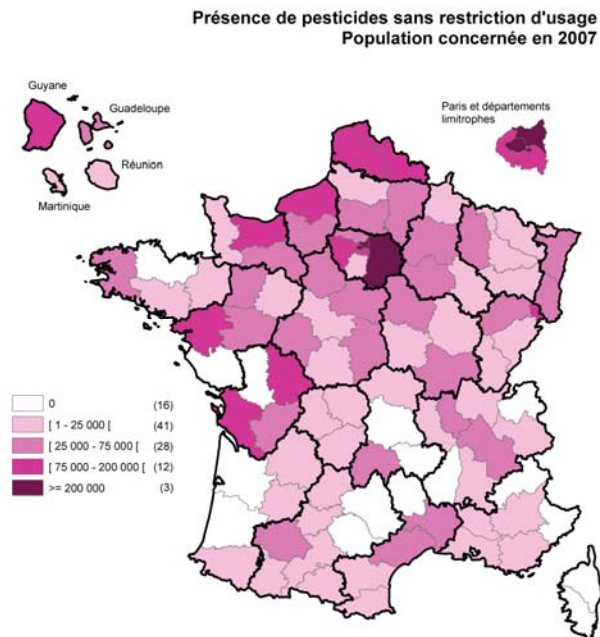 Présence de pesticides sans restriction d'usage
Population concernée en 2007
Guyane
Guadeloupe
Réunion
Martinique
Paris et départements
limitrophes
0 (16)
[ 1 - 25 000 [ (41)
[ 25 000 - 75 000 [ (28)
[ 75 000 - 200 000 [ (12)
>= 200 000 (3)